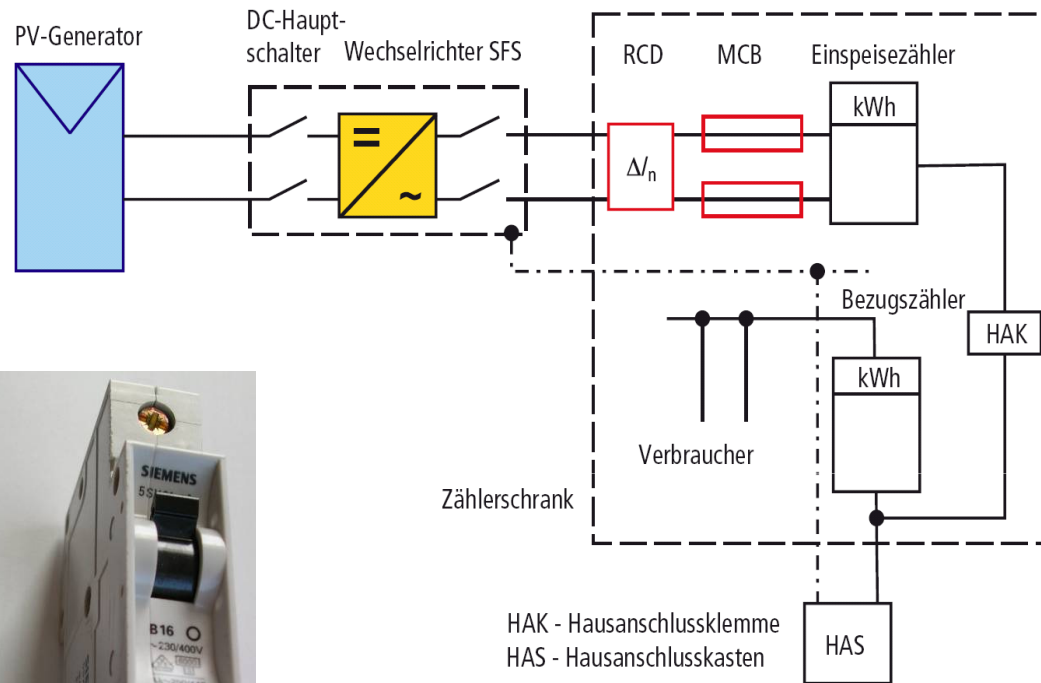 PV-Generator
DC-Haupt-
schalter
Wechselrichter SFS
RCD
MCB
Einspeisezähler
kWh
=
~
ΔI_n
Bezugszähler
HAK
kWh
Verbraucher
Zählerschrank
HAK - Hausanschlussklemme
HAS - Hausanschlusskasten
HAS
SIEMENS
B16
~230/400V